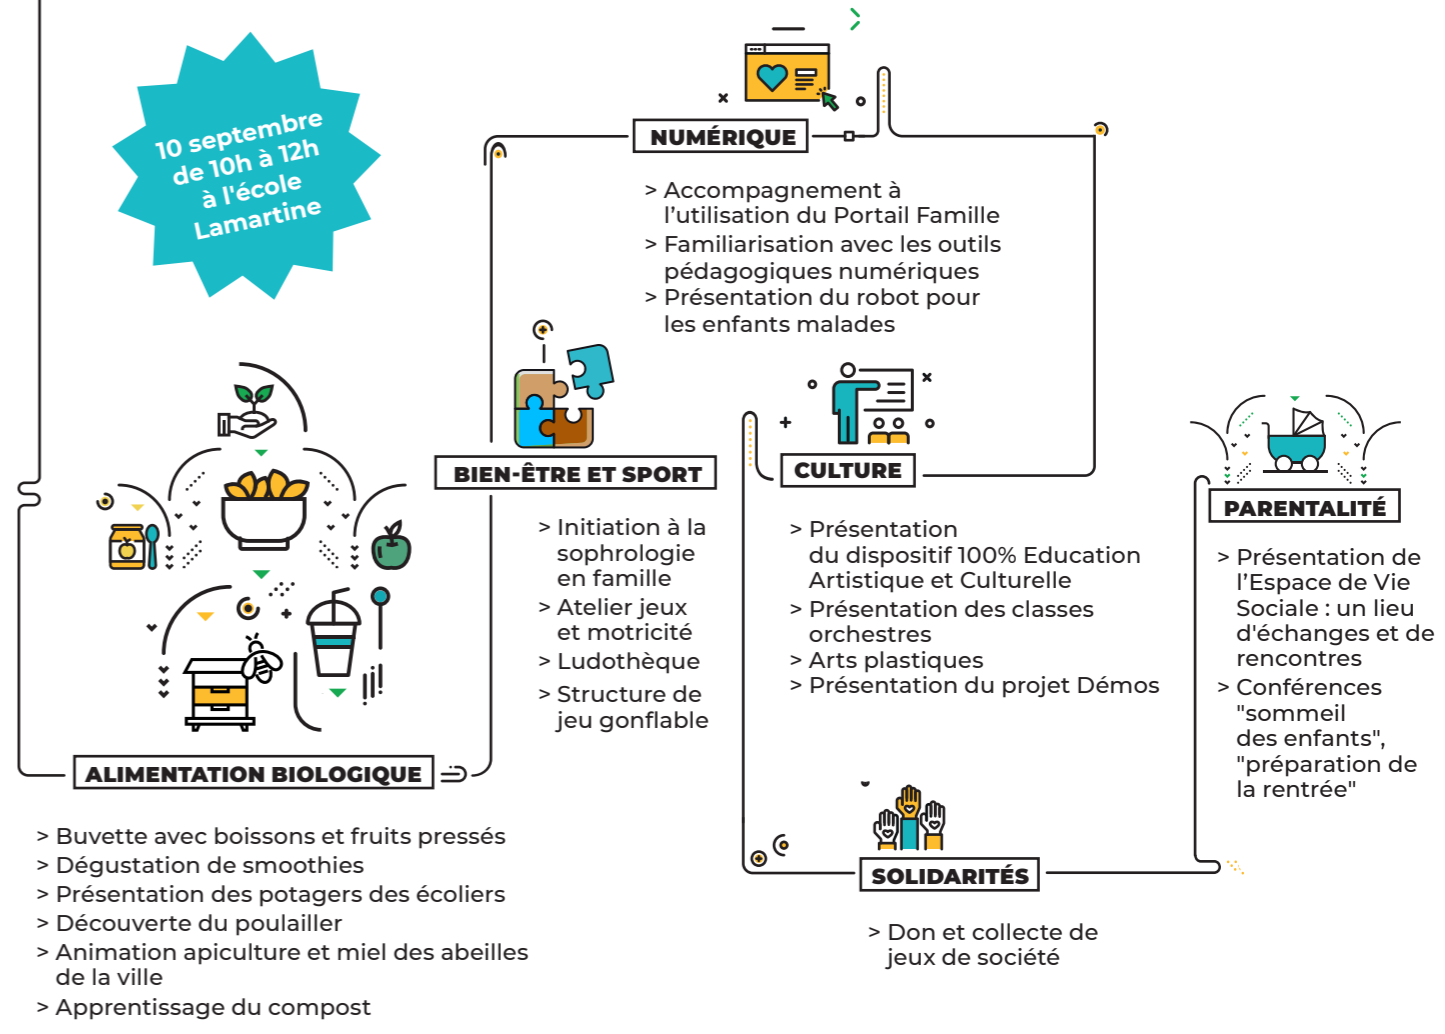 10 septembre
de 10h à 12h
à l'école
Lamartine
NUMÉRIQUE
> Accompagnement à
l’utilisation du Portail Famille
> Familiarisation avec les outils
pédagogiques numériques
> Présentation du robot pour
les enfants malades
BIEN-ÊTRE ET SPORT
> Initiation à la
sophrologie
en famille
> Atelier jeux
et motricité
> Ludothèque
> Structure de
jeu gonflable
CULTURE
> Présentation
du dispositif 100% Education
Artistique et Culturelle
> Présentation des classes
orchestres
> Arts plastiques
> Présentation du projet Démos
PARENTALITÉ
> Présentation de
l’Espace de Vie
Sociale : un lieu
d'échanges et de
rencontres
> Conférences
"sommeil
des enfants",
"préparation de
la rentrée"
ALIMENTATION BIOLOGIQUE
> Buvette avec boissons et fruits pressés
> Dégustation de smoothies
> Présentation des potagers des écoliers
> Découverte du poulailler
> Animation apiculture et miel des abeilles
de la ville
> Apprentissage du compost
SOLIDARITÉS
> Don et collecte de
jeux de société